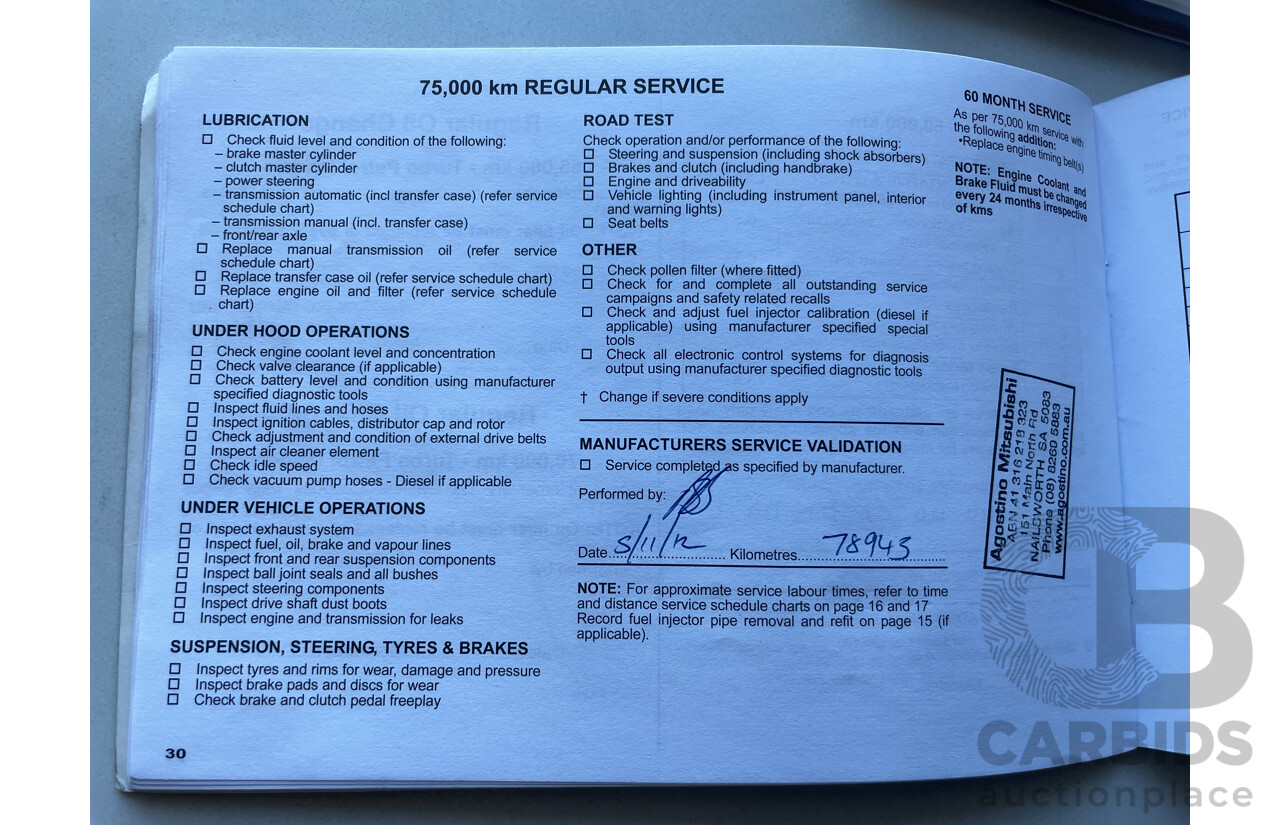 75,000 km REGULAR SERVICE
LUBRICATION
Check fluid level and condition of the following:
– brake master cylinder
– clutch master cylinder
– power steering
– transmission automatic (incl transfer case) (refer service
schedule chart)
– transmission manual (incl. transfer case)
– front/rear axle
Replace manual transmission oil (refer service
schedule chart)
Replace transfer case oil (refer service schedule chart)
Replace engine oil and filter (refer service schedule
chart)
UNDER HOOD OPERATIONS
Check engine coolant level and concentration
Check valve clearance (if applicable)
Check battery level and condition using manufacturer
specified diagnostic tools
Inspect fluid lines and hoses
Inspect ignition cables, distributor cap and rotor
Check adjustment and condition of external drive belts
Inspect air cleaner element
Check idle speed
Check vacuum pump hoses - Diesel if applicable
UNDER VEHICLE OPERATIONS
Inspect exhaust system
Inspect fuel, oil, brake and vapour lines
Inspect front and rear suspension components
Inspect ball joint seals and all bushes
Inspect steering components
Inspect drive shaft dust boots
Inspect engine and transmission for leaks
SUSPENSION, STEERING, TYRES & BRAKES
Inspect tyres and rims for wear, damage and pressure
Inspect brake pads and discs for wear
Check brake and clutch pedal freeplay
30
ROAD TEST
Check operation and/or performance of the following:
Steering and suspension (including shock absorbers)
Brakes and clutch (including handbrake)
Engine and driveability
Vehicle lighting (including instrument panel, interior
and warning lights)
Seat belts
OTHER
Check pollen filter (where fitted)
Check for and complete all outstanding service
campaigns and safety related recalls
Check and adjust fuel injector calibration (diesel if
applicable) using manufacturer specified special
tools
Check all electronic control systems for diagnosis
output using manufacturer specified diagnostic tools
† Change if severe conditions apply
MANUFACTURERS SERVICE VALIDATION
Service completed as specified by manufacturer.
Performed by:
Date 5/11/12 Kilometres 78943
NOTE: For approximate service labour times, refer to time
and distance service schedule charts on page 16 and 17
Record fuel injector pipe removal and refit on page 15 (if
applicable).
60 MONTH SERVICE
As per 75,000 km service with
the following addition:
•Replace engine timing belt(s)
NOTE: Engine Coolant and
Brake Fluid must be changed
every 24 months irrespective
of kms
Agostino Mitsubishi
ABN 41 316 219 323
151 Main North Rd
NAILSWORTH SA 5083
Phone (08) 8260 5883
www.agostino.com.au
CARBIDS
auctionplace